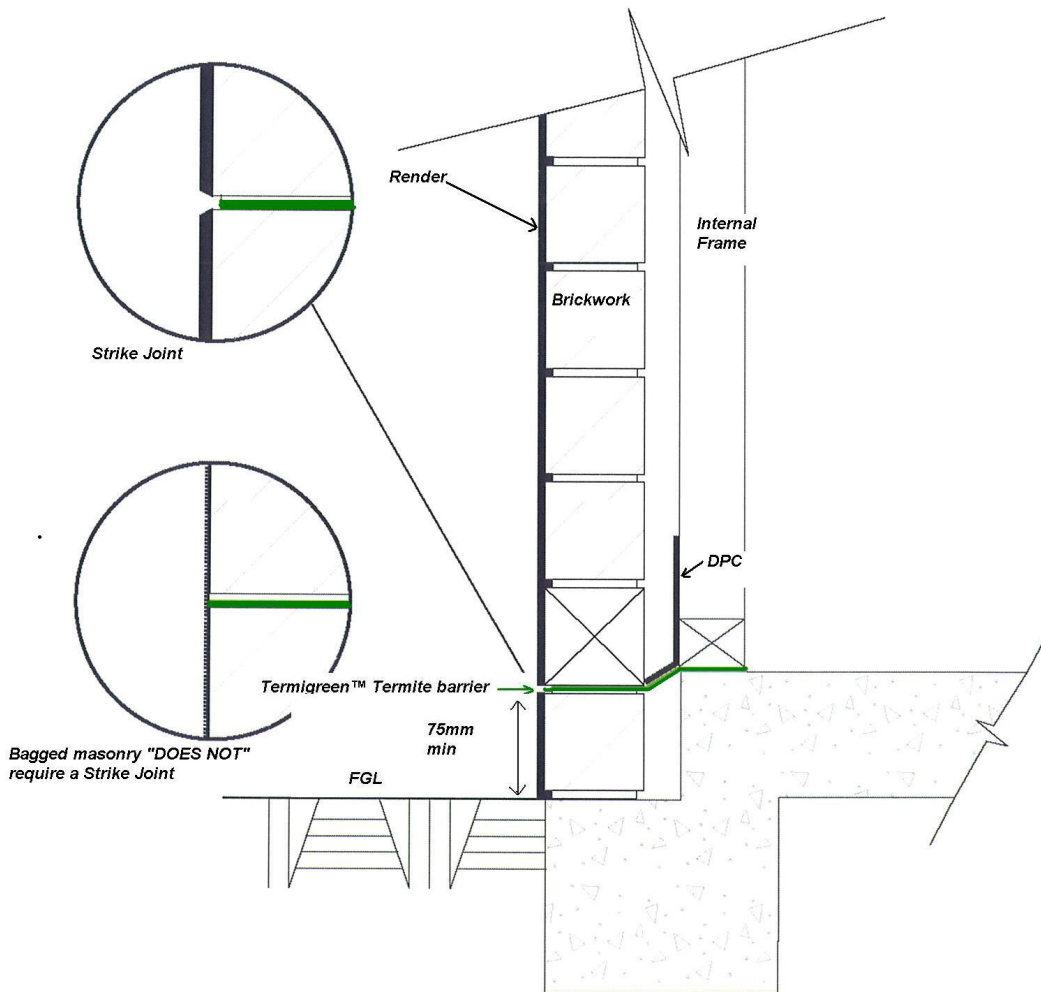 Render
Internal
Frame
Brickwork
Strike Joint
DPC
Termigreen™ Termite barrier
75mm
min
Bagged masonry "DOES NOT"
require a Strike Joint
FGL